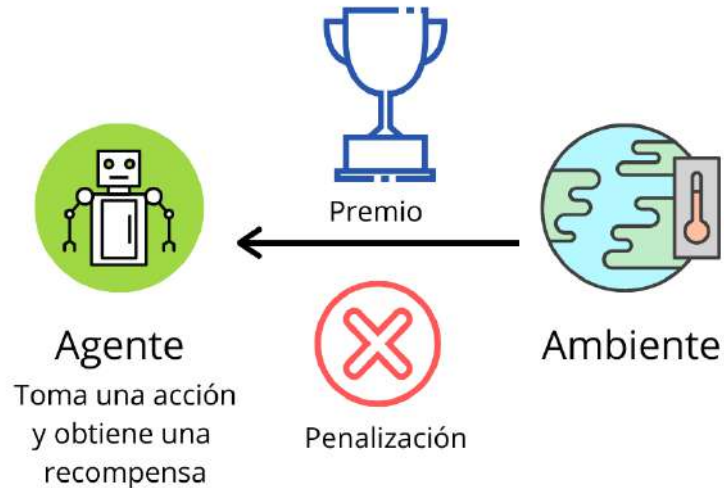 Premio
Agente
Toma una acción
y obtiene una
recompensa
Penalización
Ambiente